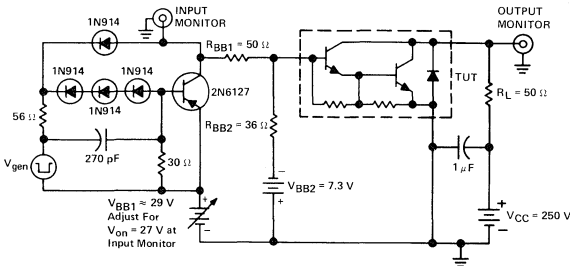 INPUT
MONITOR
OUTPUT
MONITOR
1N914
R_BB1 = 50 Ω
1N914
1N914
1N914
2N6127
TUT
56 Ω
R_BB2 = 36 Ω
R_L = 50 Ω
V_gen
270 pF
30 Ω
1 μF
V_BB1 ≈ 29 V
Adjust For
V_on = 27 V at
Input Monitor
+
−
−
+
V_BB2 = 7.3 V
+
−
V_CC = 250 V